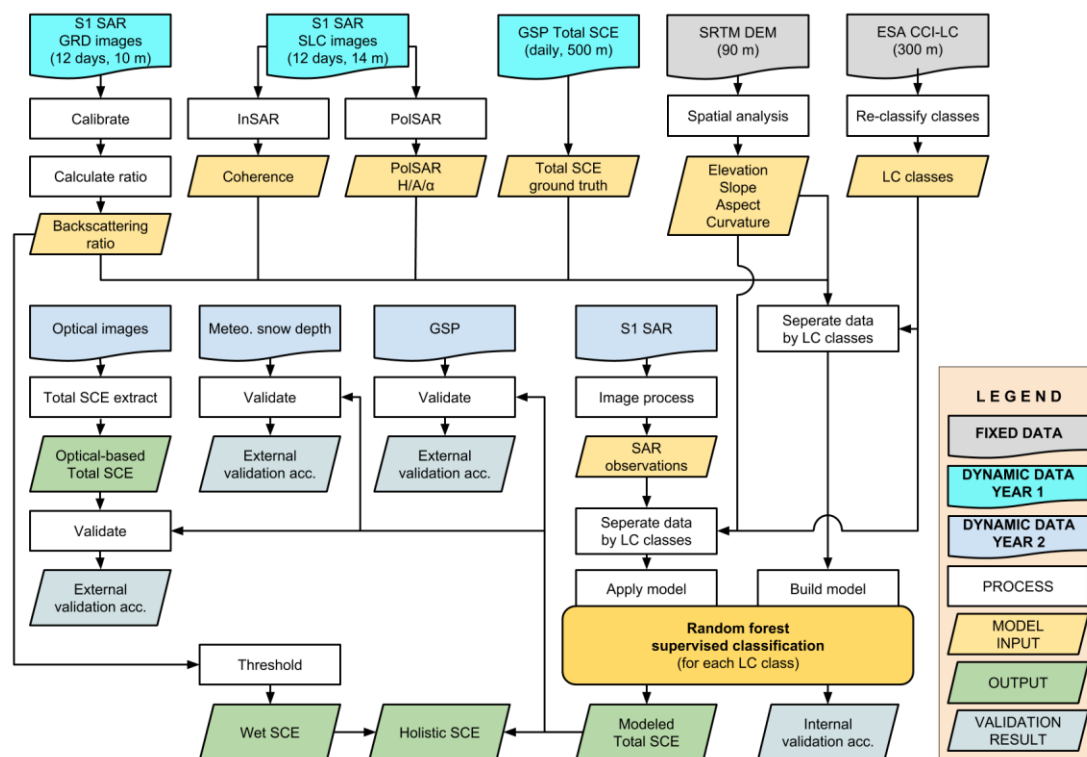 S1 SAR
GRD images
(12 days, 10 m)
S1 SAR
SLC images
(12 days, 14 m)
GSP Total SCE
(daily, 500 m)
SRTM DEM
(90 m)
ESA CCI-LC
(300 m)
Calibrate
InSAR
PolSAR
Spatial analysis
Re-classify classes
Calculate ratio
Coherence
PolSAR
H/A/α
Total SCE
ground truth
Elevation
Slope
Aspect
Curvature
LC classes
Backscattering
ratio
Optical images
Meteo. snow depth
GSP
S1 SAR
Seperate data
by LC classes
Total SCE extract
Validate
Validate
Image process
Optical-based
Total SCE
External
validation acc.
External
validation acc.
SAR
observations
Validate
Seperate data
by LC classes
External
validation acc.
Apply model
Build model
Random forest
supervised classification
(for each LC class)
Threshold
Wet SCE
Holistic SCE
Modeled
Total SCE
Internal
validation acc.
LEGEND
FIXED DATA
DYNAMIC DATA
YEAR 1
DYNAMIC DATA
YEAR 2
PROCESS
MODEL
INPUT
OUTPUT
VALIDATION
RESULT